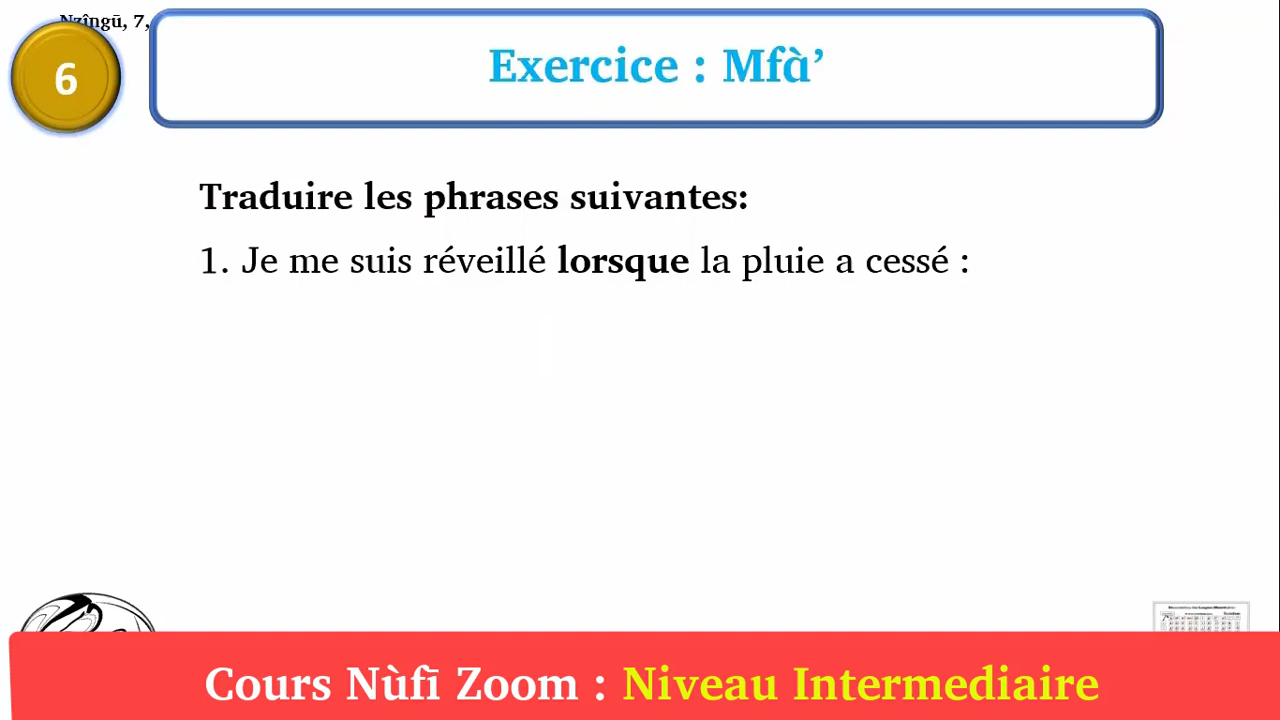 Nzîngū, 7,
6
Exercice : Mfà’
Traduire les phrases suivantes:
1. Je me suis réveillé lorsque la pluie a cessé :
Cours Nùfī Zoom : Niveau Intermediaire